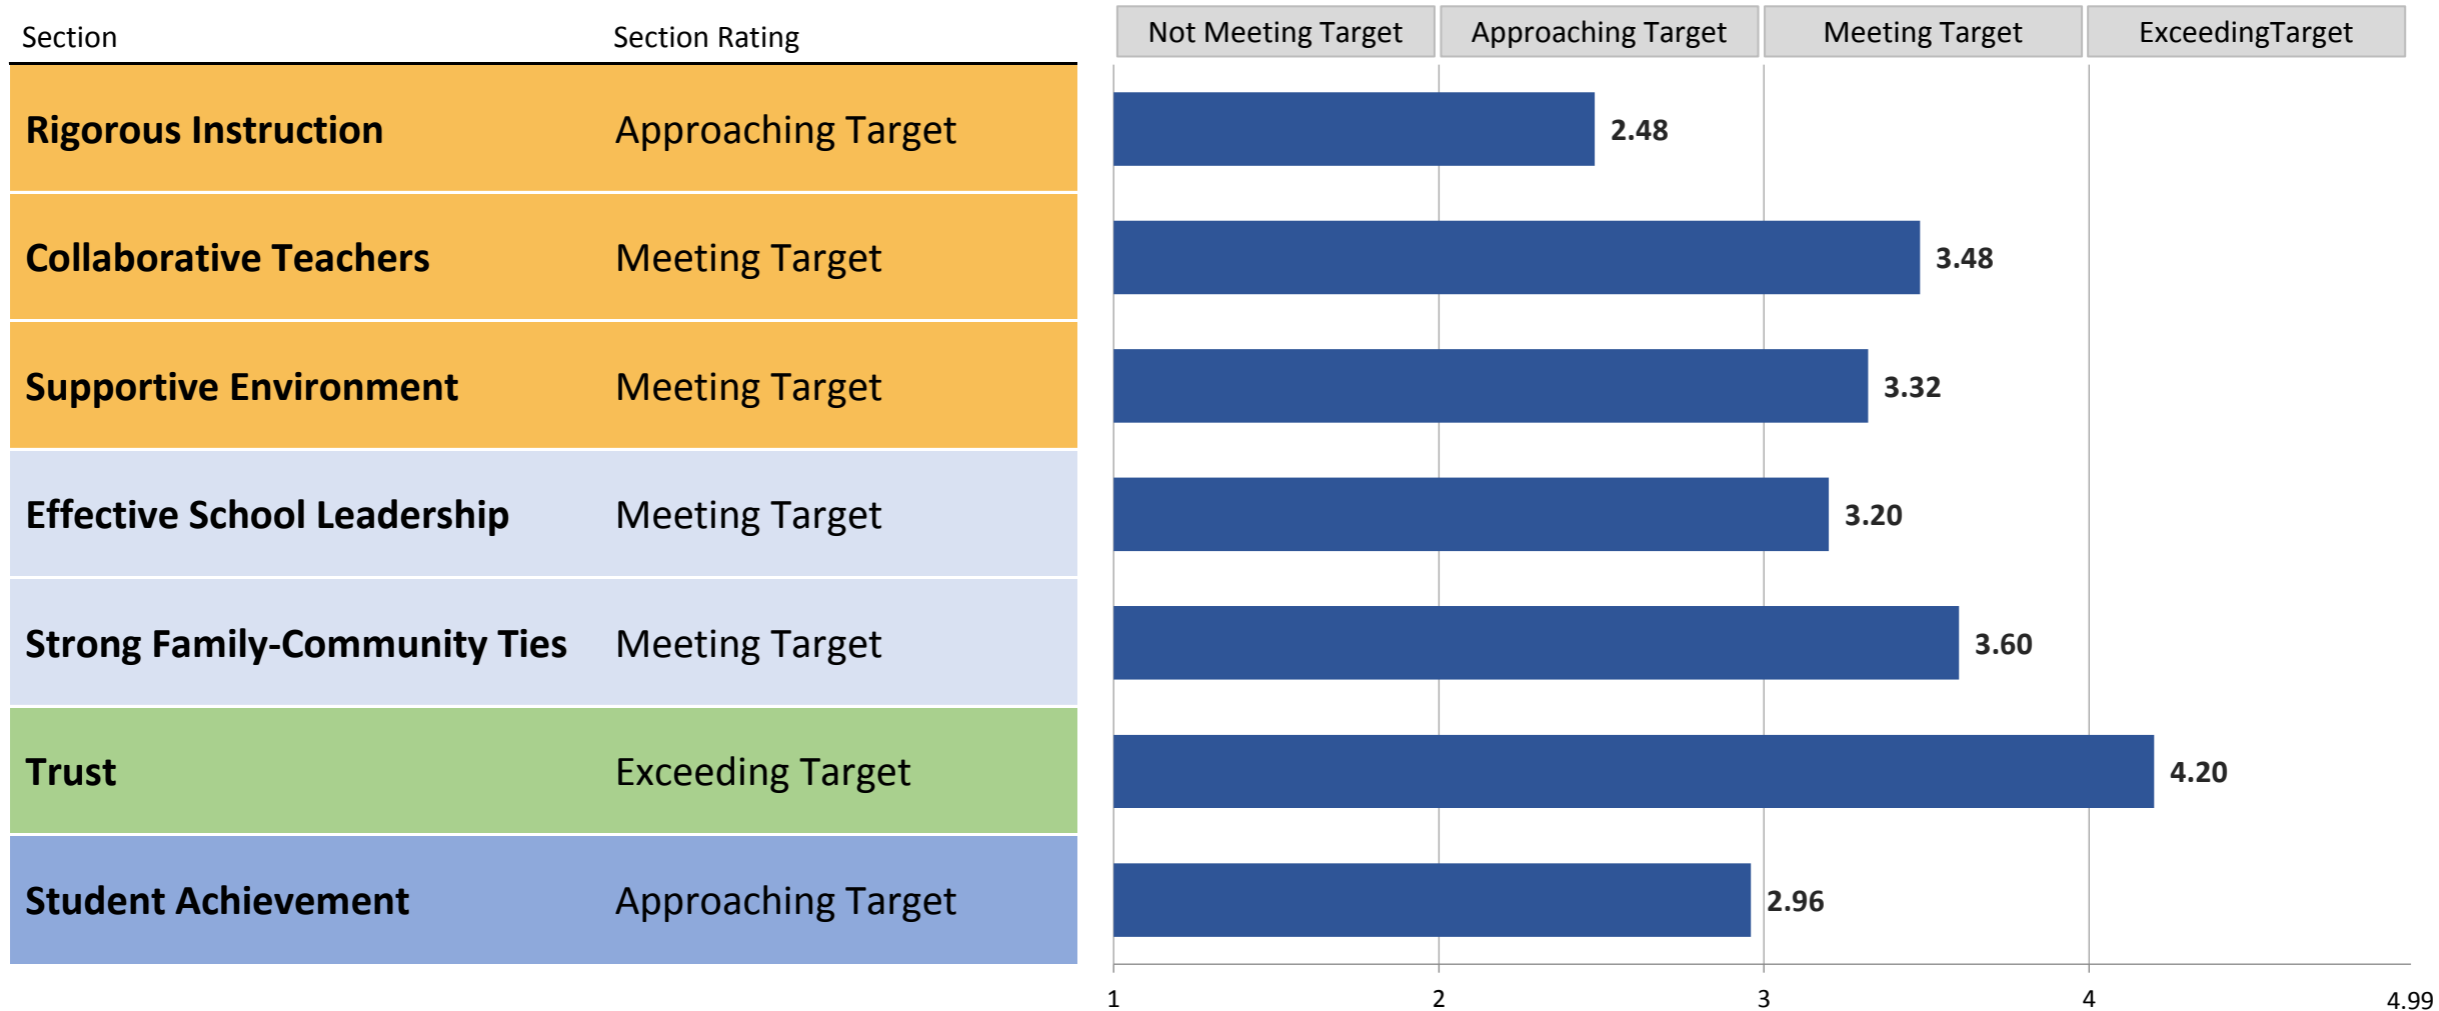 Section Section Rating Not Meeting Target Approaching Target Meeting Target ExceedingTarget
Rigorous Instruction Approaching Target 2.48
Collaborative Teachers Meeting Target 3.48
Supportive Environment Meeting Target 3.32
Effective School Leadership Meeting Target 3.20
Strong Family-Community Ties Meeting Target 3.60
Trust Exceeding Target 4.20
Student Achievement Approaching Target 2.96
1 2 3 4 4.99